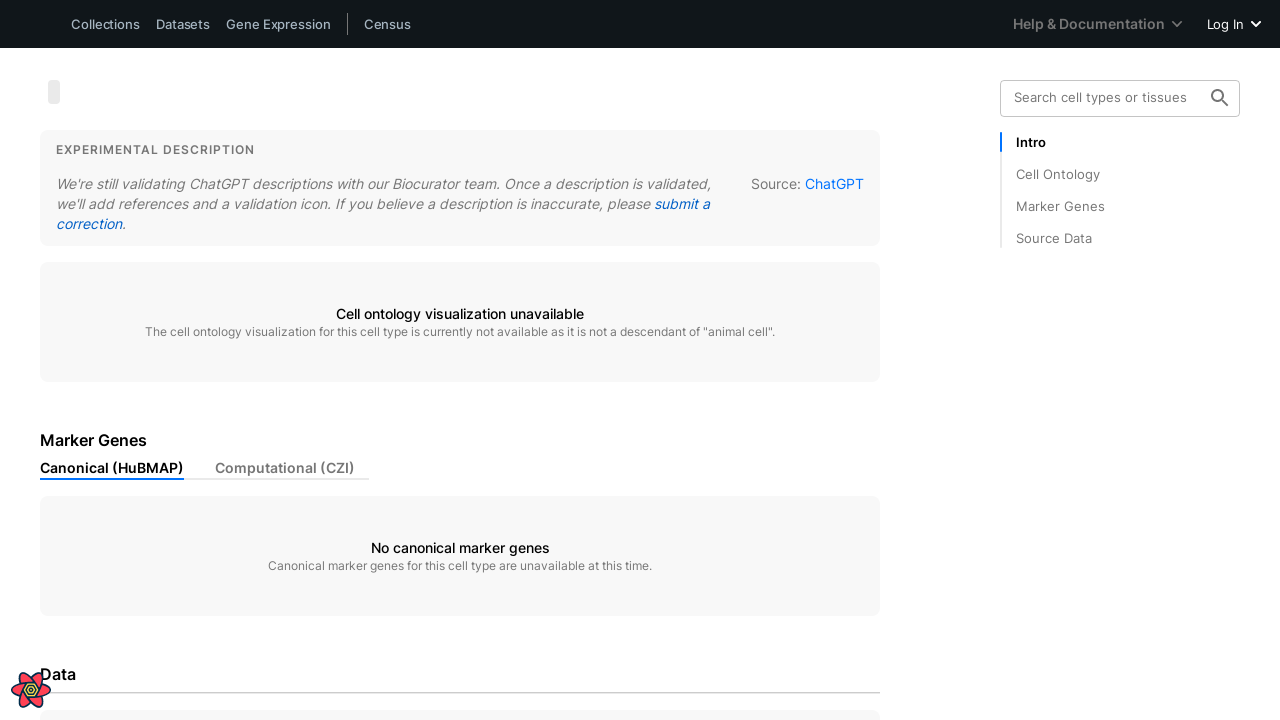 Collections Datasets Gene Expression Census Help & Documentation Log In
Search cell types or tissues
EXPERIMENTAL DESCRIPTION
We're still validating ChatGPT descriptions with our Biocurator team. Once a description is validated,
we'll add references and a validation icon. If you believe a description is inaccurate, please submit a
correction.
Source: ChatGPT
Intro
Cell Ontology
Marker Genes
Source Data
Cell ontology visualization unavailable
The cell ontology visualization for this cell type is currently not available as it is not a descendant of "animal cell".
Marker Genes
Canonical (HuBMAP) Computational (CZI)
No canonical marker genes
Canonical marker genes for this cell type are unavailable at this time.
Data